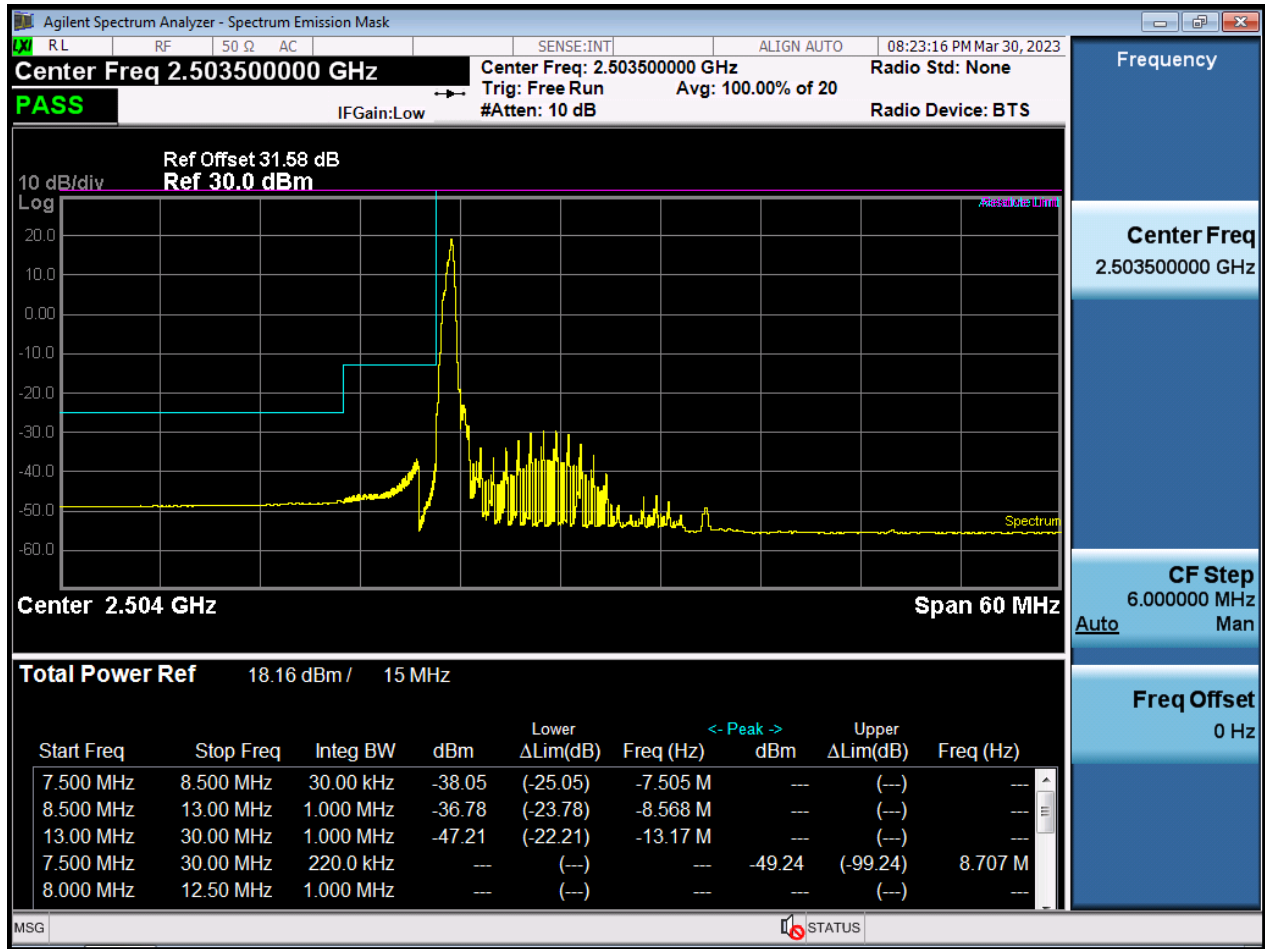 Agilent Spectrum Analyzer - Spectrum Emission Mask
LXI RL RF 50 Ω AC SENSE:INT ALIGN AUTO 08:23:16 PM Mar 30, 2023
Center Freq 2.503500000 GHz
Center Freq: 2.503500000 GHz Radio Std: None
Trig: Free Run Avg: 100.00% of 20
PASS IFGain:Low #Atten: 10 dB Radio Device: BTS
Ref Offset 31.58 dB
10 dB/div Ref 30.0 dBm
Log
20.0
10.0
0.00
-10.0
-20.0
-30.0
-40.0
-50.0
-60.0
Limit
Spectrum
Center 2.504 GHz Span 60 MHz
Total Power Ref 18.16 dBm / 15 MHz
Lower <- Peak -> Upper
Start Freq Stop Freq Integ BW dBm ΔLim(dB) Freq (Hz) dBm ΔLim(dB) Freq (Hz)
7.500 MHz 8.500 MHz 30.00 kHz -38.05 (-25.05) -7.505 M --- (---) ---
8.500 MHz 13.00 MHz 1.000 MHz -36.78 (-23.78) -8.568 M --- (---) ---
13.00 MHz 30.00 MHz 1.000 MHz -47.21 (-22.21) -13.17 M --- (---) ---
7.500 MHz 30.00 MHz 220.0 kHz --- (---) --- -49.24 (-99.24) 8.707 M
8.000 MHz 12.50 MHz 1.000 MHz --- (---) --- --- (---) ---
MSG STATUS
Frequency
Center Freq
2.503500000 GHz
CF Step
6.000000 MHz
Auto Man
Freq Offset
0 Hz